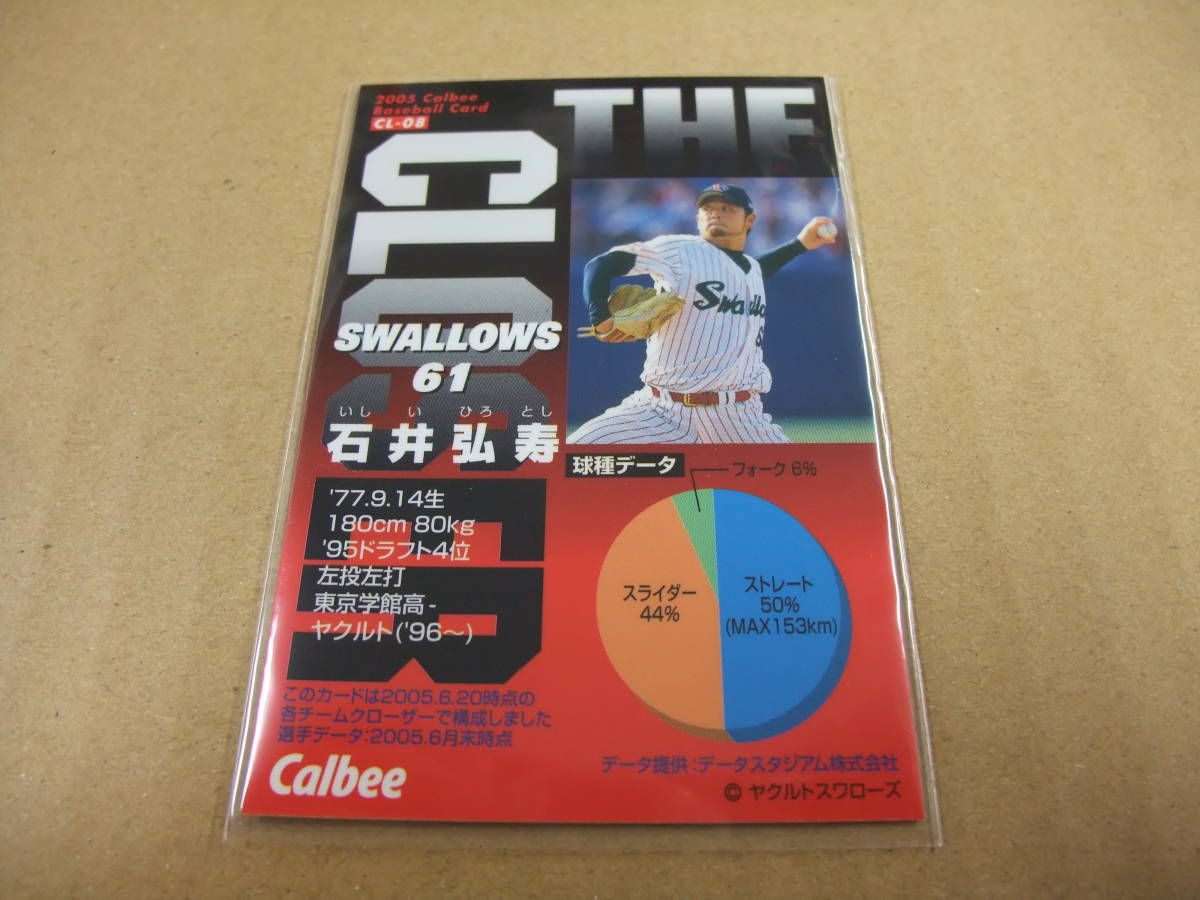 2005 Calbee
Baseball Card
CL-08
THE
CLOSER
SWALLOWS
61
いし い ひろ とし
石井弘寿
Swallo
6
'77.9.14生
180cm 80kg
'95ドラフト4位
左投左打
東京学館高-
ヤクルト('96〜)
球種データ
フォーク 6%
スライダー
44%
ストレート
50%
(MAX153km)
このカードは2005.6.20時点の
各チームクローザーで構成しました
選手データ:2005.6月末時点
Calbee
データ提供:データスタジアム株式会社
© ヤクルトスワローズ